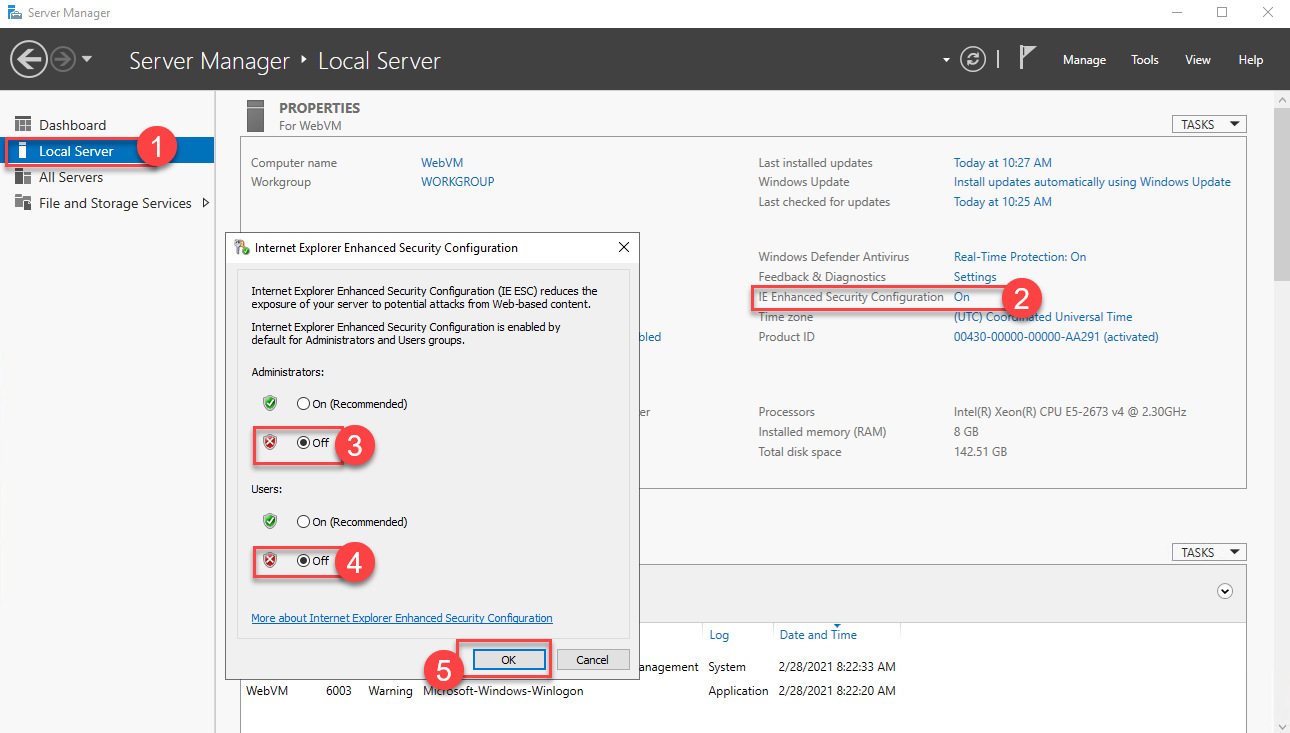 Server Manager
Server Manager ‣ Local Server
Manage Tools View Help
Dashboard
Local Server
1
All Servers
File and Storage Services
PROPERTIES
For WebVM
TASKS
Computer name WebVM
Workgroup WORKGROUP
Last installed updates Today at 10:27 AM
Windows Update Install updates automatically using Windows Update
Last checked for updates Today at 10:25 AM
Windows Defender Antivirus Real-Time Protection: On
Feedback & Diagnostics Settings
IE Enhanced Security Configuration On
2
Time zone (UTC) Coordinated Universal Time
Product ID 00430-00000-00000-AA291 (activated)
bled
er
Processors Intel(R) Xeon(R) CPU E5-2673 v4 @ 2.30GHz
Installed memory (RAM) 8 GB
Total disk space 142.51 GB
Internet Explorer Enhanced Security Configuration
Internet Explorer Enhanced Security Configuration (IE ESC) reduces the
exposure of your server to potential attacks from Web-based content.
Internet Explorer Enhanced Security Configuration is enabled by
default for Administrators and Users groups.
Administrators:
On (Recommended)
Off
3
Users:
On (Recommended)
Off
4
More about Internet Explorer Enhanced Security Configuration
5
OK Cancel
TASKS
Log Date and Time
anagement System 2/28/2021 8:22:33 AM
WebVM 6003 Warning Microsoft-Windows-Winlogon Application 2/28/2021 8:22:20 AM